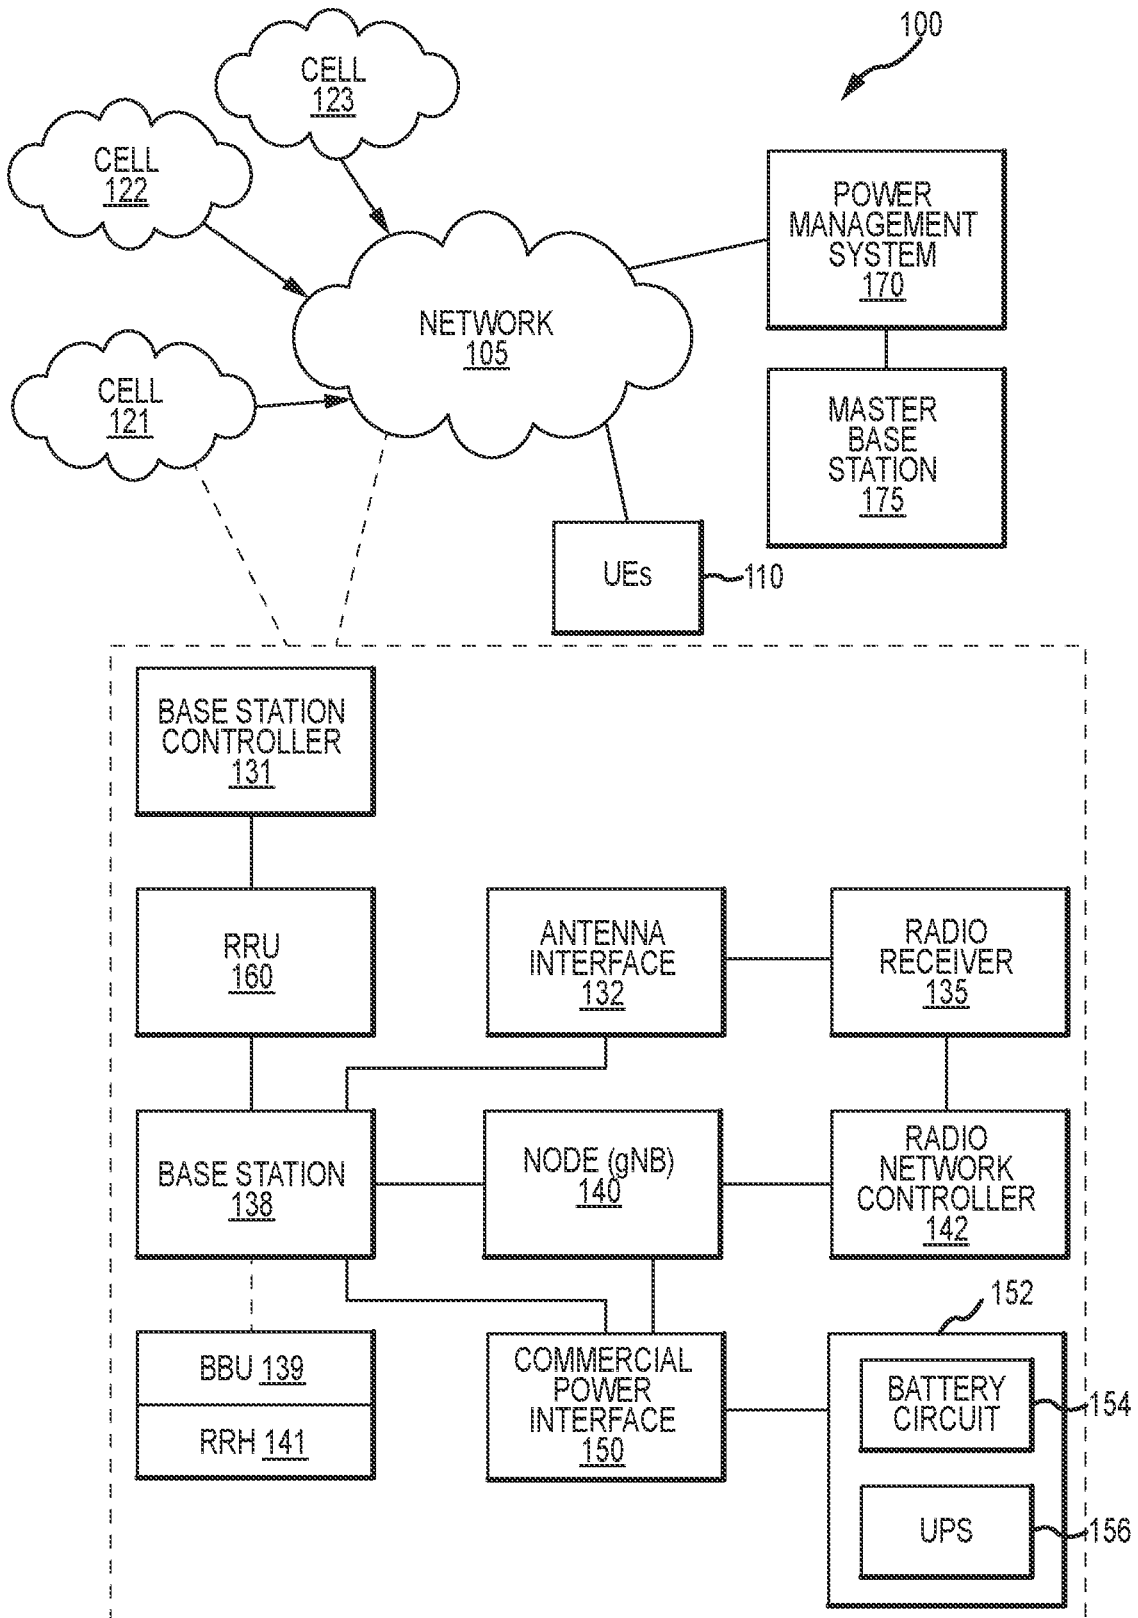 100
CELL
123
CELL
122
POWER
MANAGEMENT
SYSTEM
170
NETWORK
105
CELL
121
MASTER
BASE
STATION
175
UEs
110
BASE STATION
CONTROLLER
131
RRU
160
ANTENNA
INTERFACE
132
RADIO
RECEIVER
135
BASE STATION
138
NODE (gNB)
140
RADIO
NETWORK
CONTROLLER
142
152
BBU 139
RRH 141
COMMERCIAL
POWER
INTERFACE
150
BATTERY
CIRCUIT
154
UPS
156